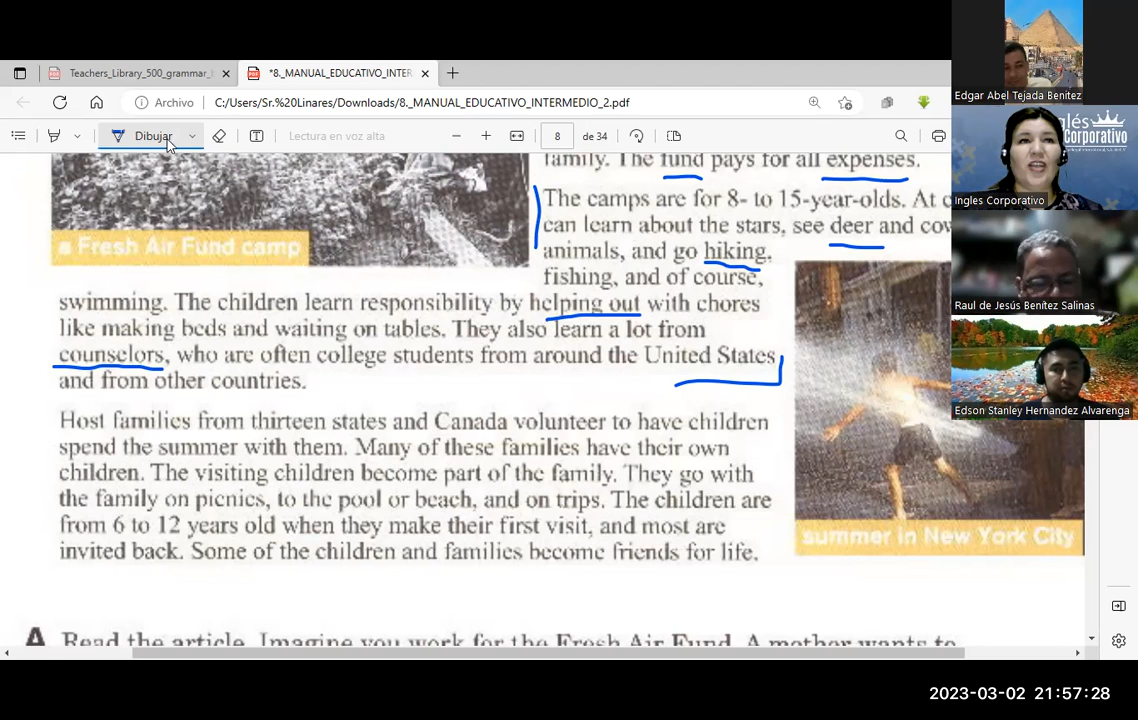 Teachers_Library_500_grammar_
*8._MANUAL_EDUCATIVO_INTER
Archivo
C:/Users/Sr.%20Linares/Downloads/8._MANUAL_EDUCATIVO_INTERMEDIO_2.pdf
Dibujar
Lectura en voz alta
8
de 34
family. The fund pays for all expenses.
The camps are for 8- to 15-year-olds. At c
can learn about the stars, see deer and cow
animals, and go hiking,
fishing, and of course,
a Fresh Air Fund camp
swimming. The children learn responsibility by helping out with chores
like making beds and waiting on tables. They also learn a lot from
counselors, who are often college students from around the United States
and from other countries.
Host families from thirteen states and Canada volunteer to have children
spend the summer with them. Many of these families have their own
children. The visiting children become part of the family. They go with
the family on picnics, to the pool or beach, and on trips. The children are
from 6 to 12 years old when they make their first visit, and most are
invited back. Some of the children and families become friends for life.
summer in New York City
A Read the article. Imagine you work for the Fresh Air Fund. A mother wants to
Edgar Abel Tejada Benítez
Inglés
Corporativo
Ingles Corporativo
Raul de Jesús Benítez Salinas
Edson Stanley Hernandez Alvarenga
2023-03-02 21:57:28